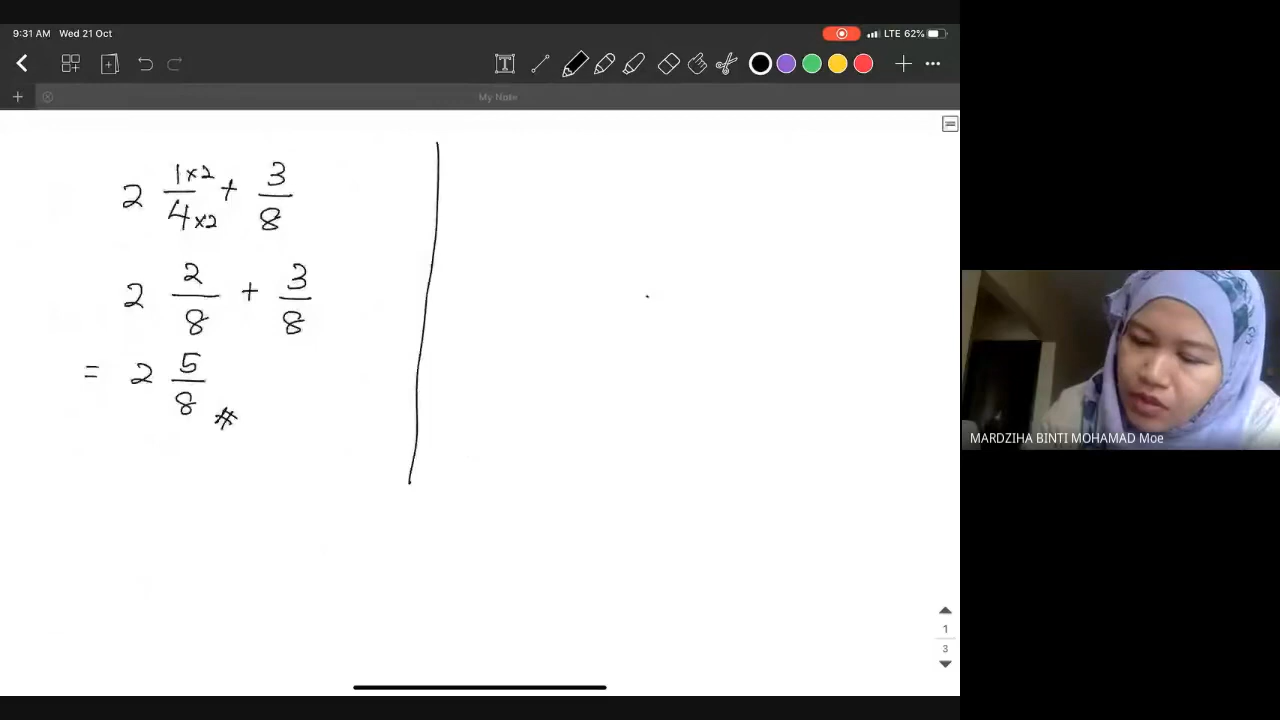 9:31 AM Wed 21 Oct
LTE 62%
T
My Note
2 1×2/4×2 + 3/8
2 2/8 + 3/8
= 2 5/8 #
MARDZIHA BINTI MOHAMAD Moe
1
3